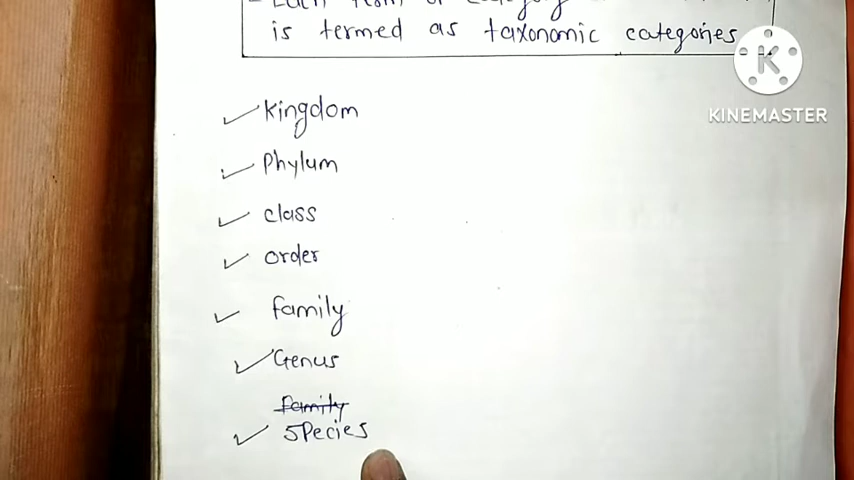 is termed as taxonomic categories
Kingdom
Phylum
class
order
family
Genus
family
Species
KINEMASTER